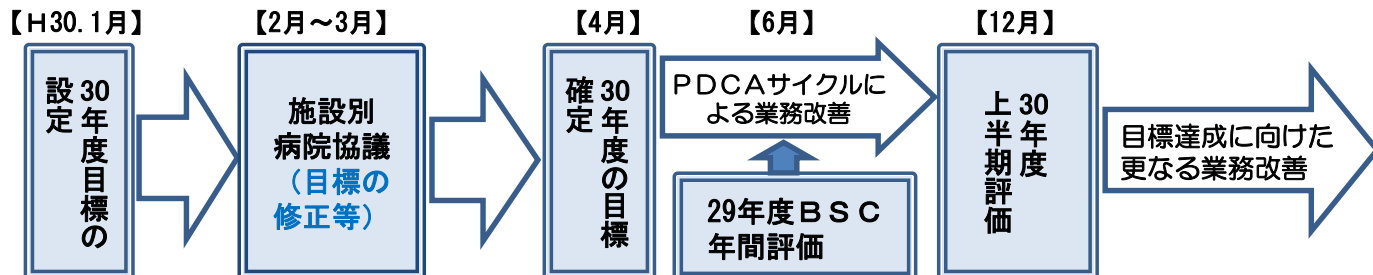 【Ｈ30.1月】
30年度目標の
設定
【2月～3月】
施設別
病院協議
（目標の
修正等）
【4月】
30年度の目標
確定
【6月】
ＰＤＣＡサイクルに
よる業務改善
29年度ＢＳＣ
年間評価
【12月】
30年度
上半期評価
目標達成に向けた
更なる業務改善